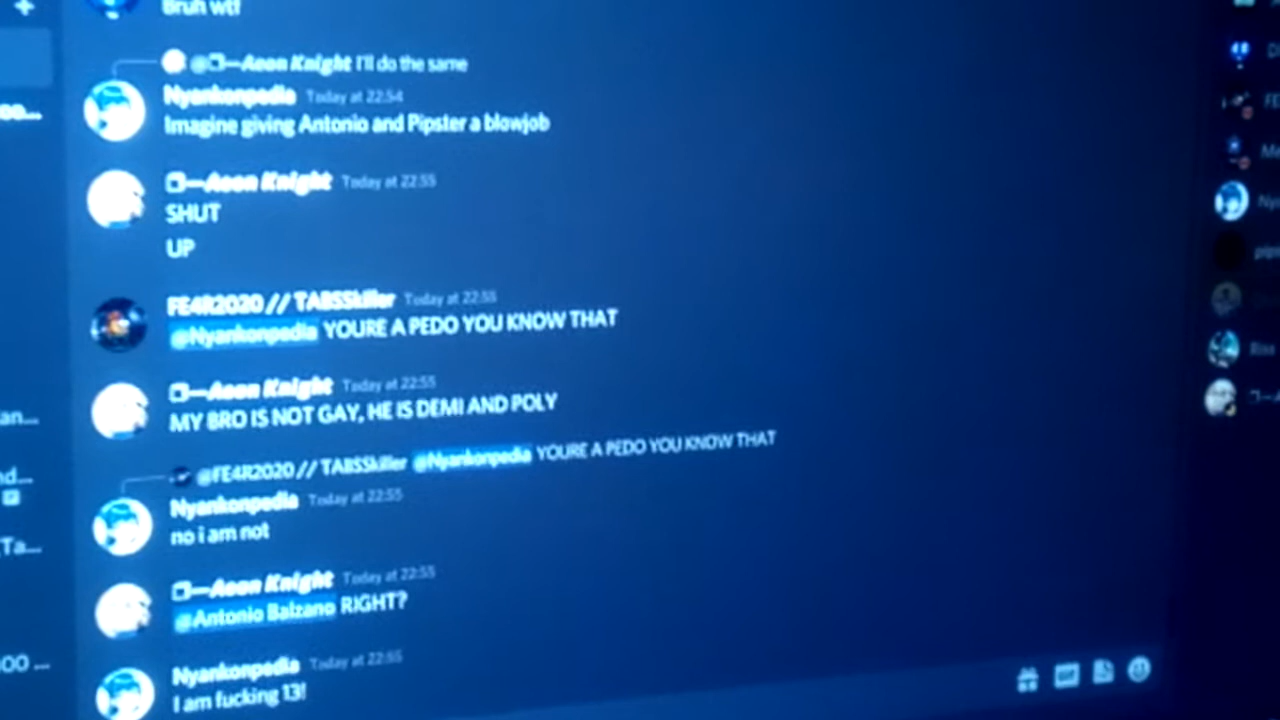 Bruh wtf
@❒—Aeon Knight I'll do the same
Nyankonpedia Today at 22:54
Imagine giving Antonio and Pipster a blowjob
❒—Aeon Knight Today at 22:55
SHUT
UP
FE4R2020 // TABSSkiller Today at 22:55
@Nyankonpedia YOURE A PEDO YOU KNOW THAT
❒—Aeon Knight Today at 22:55
MY BRO IS NOT GAY, HE IS DEMI AND POLY
@FE4R2020 // TABSSkiller @Nyankonpedia YOURE A PEDO YOU KNOW THAT
Nyankonpedia Today at 22:55
no i am not
❒—Aeon Knight Today at 22:55
@Antonio Balzano RIGHT?
Nyankonpedia Today at 22:55
I am fucking 13!
GIF